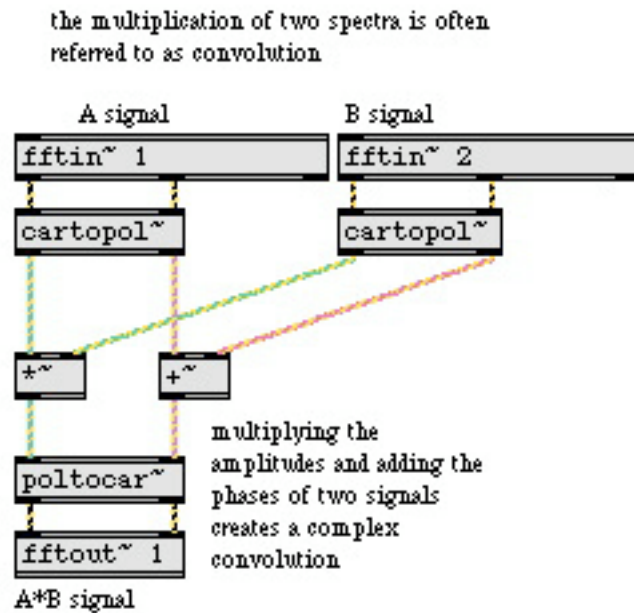 the multiplication of two spectra is often
referred to as convolution
A signal
B signal
fftin~ 1
fftin~ 2
cartopol~
cartopol~
*~
+~
multiplying the
amplitudes and adding the
phases of two signals
creates a complex
convolution
poltocar~
fftout~ 1
A*B signal